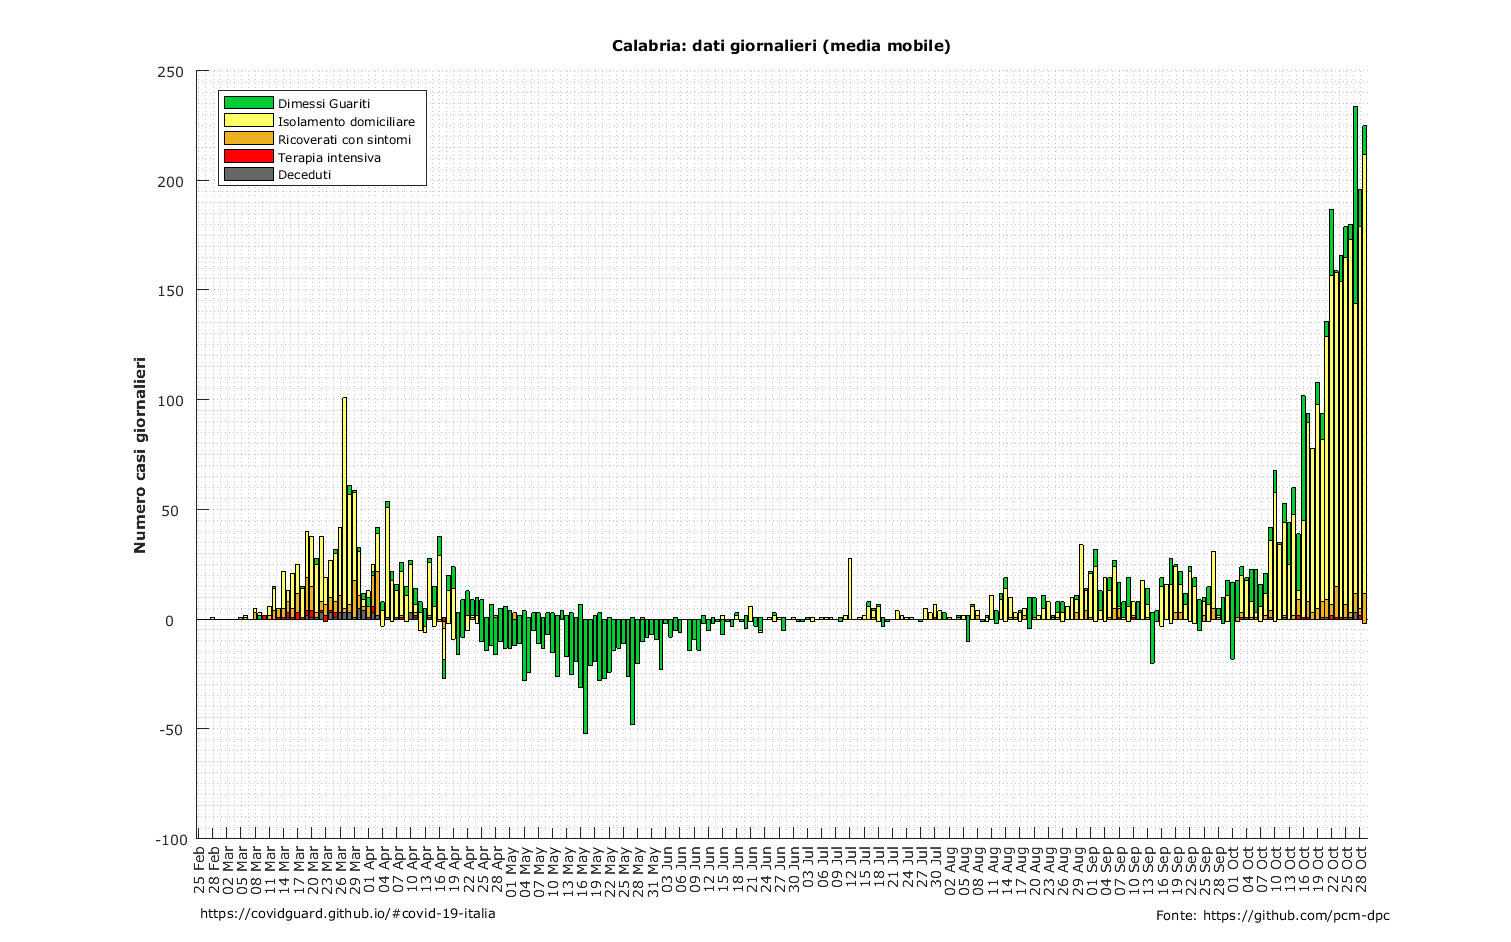 Calabria: dati giornalieri (media mobile)
250
200
150
100
50
0
-50
-100
Numero casi giornalieri
Dimessi Guariti
Isolamento domiciliare
Ricoverati con sintomi
Terapia intensiva
Deceduti
25 Feb
28 Feb
02 Mar
05 Mar
08 Mar
11 Mar
14 Mar
17 Mar
20 Mar
23 Mar
26 Mar
29 Mar
01 Apr
04 Apr
07 Apr
10 Apr
13 Apr
16 Apr
19 Apr
22 Apr
25 Apr
28 Apr
01 May
04 May
07 May
10 May
13 May
16 May
19 May
22 May
25 May
28 May
31 May
03 Jun
06 Jun
09 Jun
12 Jun
15 Jun
18 Jun
21 Jun
24 Jun
27 Jun
30 Jun
03 Jul
06 Jul
09 Jul
12 Jul
15 Jul
18 Jul
21 Jul
24 Jul
27 Jul
30 Jul
02 Aug
05 Aug
08 Aug
11 Aug
14 Aug
17 Aug
20 Aug
23 Aug
26 Aug
29 Aug
01 Sep
04 Sep
07 Sep
10 Sep
13 Sep
16 Sep
19 Sep
22 Sep
25 Sep
28 Sep
01 Oct
04 Oct
07 Oct
10 Oct
13 Oct
16 Oct
19 Oct
22 Oct
25 Oct
28 Oct
https://covidguard.github.io/#covid-19-italia
Fonte: https://github.com/pcm-dpc